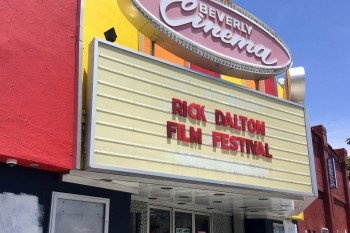 BEVERLY
Cinema
RICK DALTON
FILM FESTIVAL